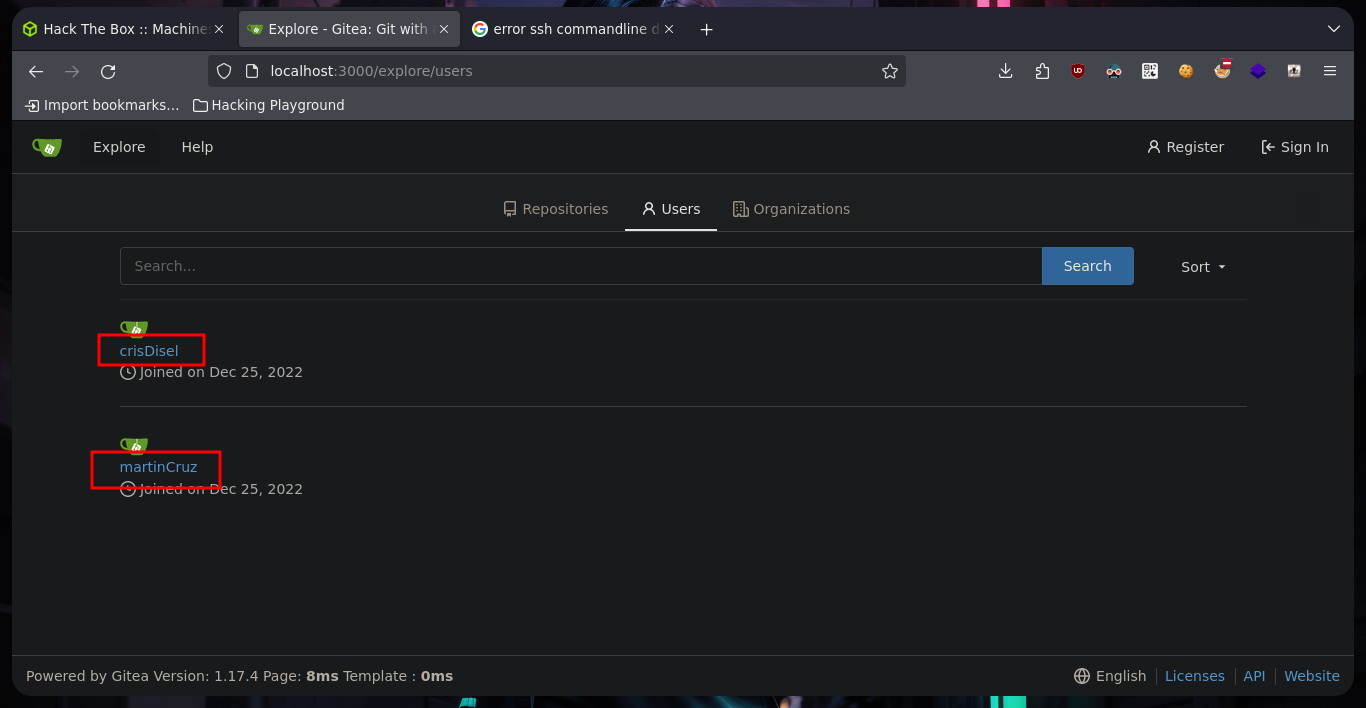 Hack The Box :: Machine
Explore - Gitea: Git with
error ssh commandline
localhost:3000/explore/users
Import bookmarks...
Hacking Playground
Explore
Help
Register
Sign In
Repositories
Users
Organizations
Search...
Search
Sort
crisDisel
Joined on Dec 25, 2022
martinCruz
Joined on Dec 25, 2022
Powered by Gitea Version: 1.17.4 Page: 8ms Template : 0ms
English
Licenses
API
Website